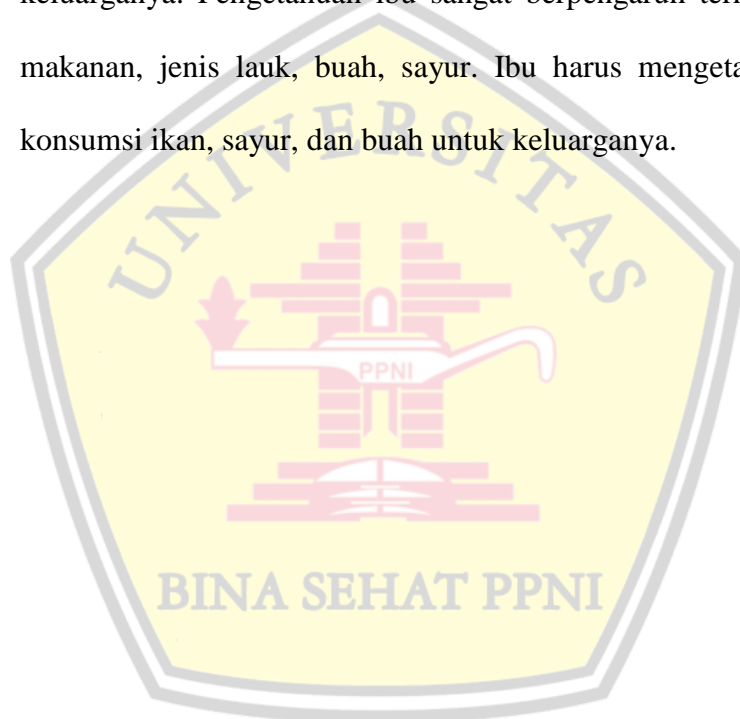 keluarganya. Pengetahuan ibu sangat berpengaruh
makanan, jenis lauk, buah, sayur. Ibu harus mengeta
konsumsi ikan, sayur, dan buah untuk keluarganya.
UNIVERSITAS
PPNI
BINA SEHAT PPNI